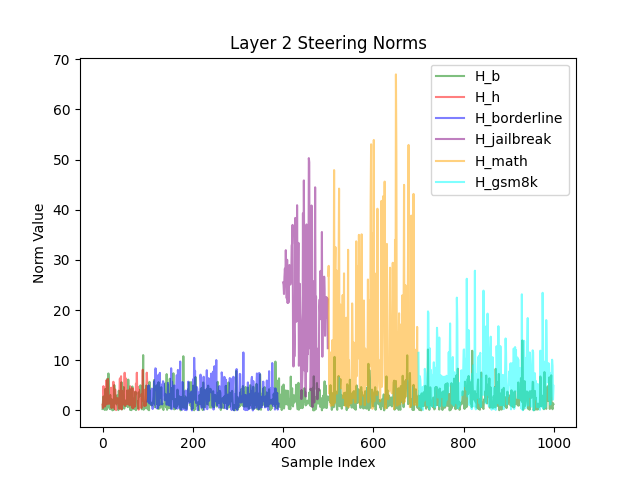 Layer 2 Steering Norms
70
60
50
40
30
20
10
0
Norm Value
0 200 400 600 800 1000
Sample Index
H_b
H_h
H_borderline
H_jailbreak
H_math
H_gsm8k